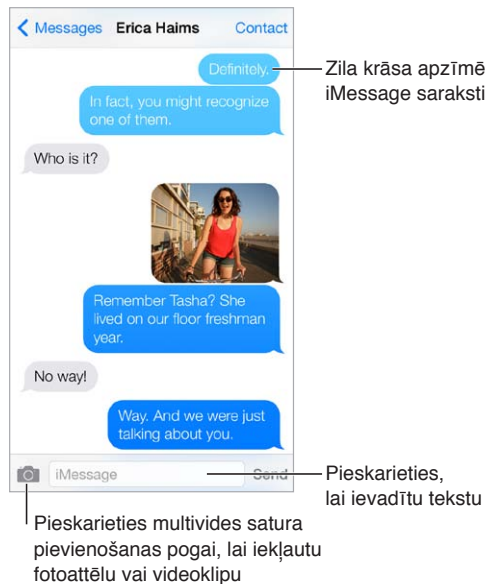 Messages Erica Haims Contact
Definitely.
Zila krāsa apzīmē
iMessage saraksti
In fact, you might recognize
one of them.
Who is it?
Remember Tasha? She
lived on our floor freshman
year.
No way!
Way. And we were just
talking about you.
iMessage Send
Pieskarieties,
lai ievadītu tekstu
Pieskarieties multivides satura
pievienošanas pogai, lai iekļautu
fotoattēlu vai videoklipu